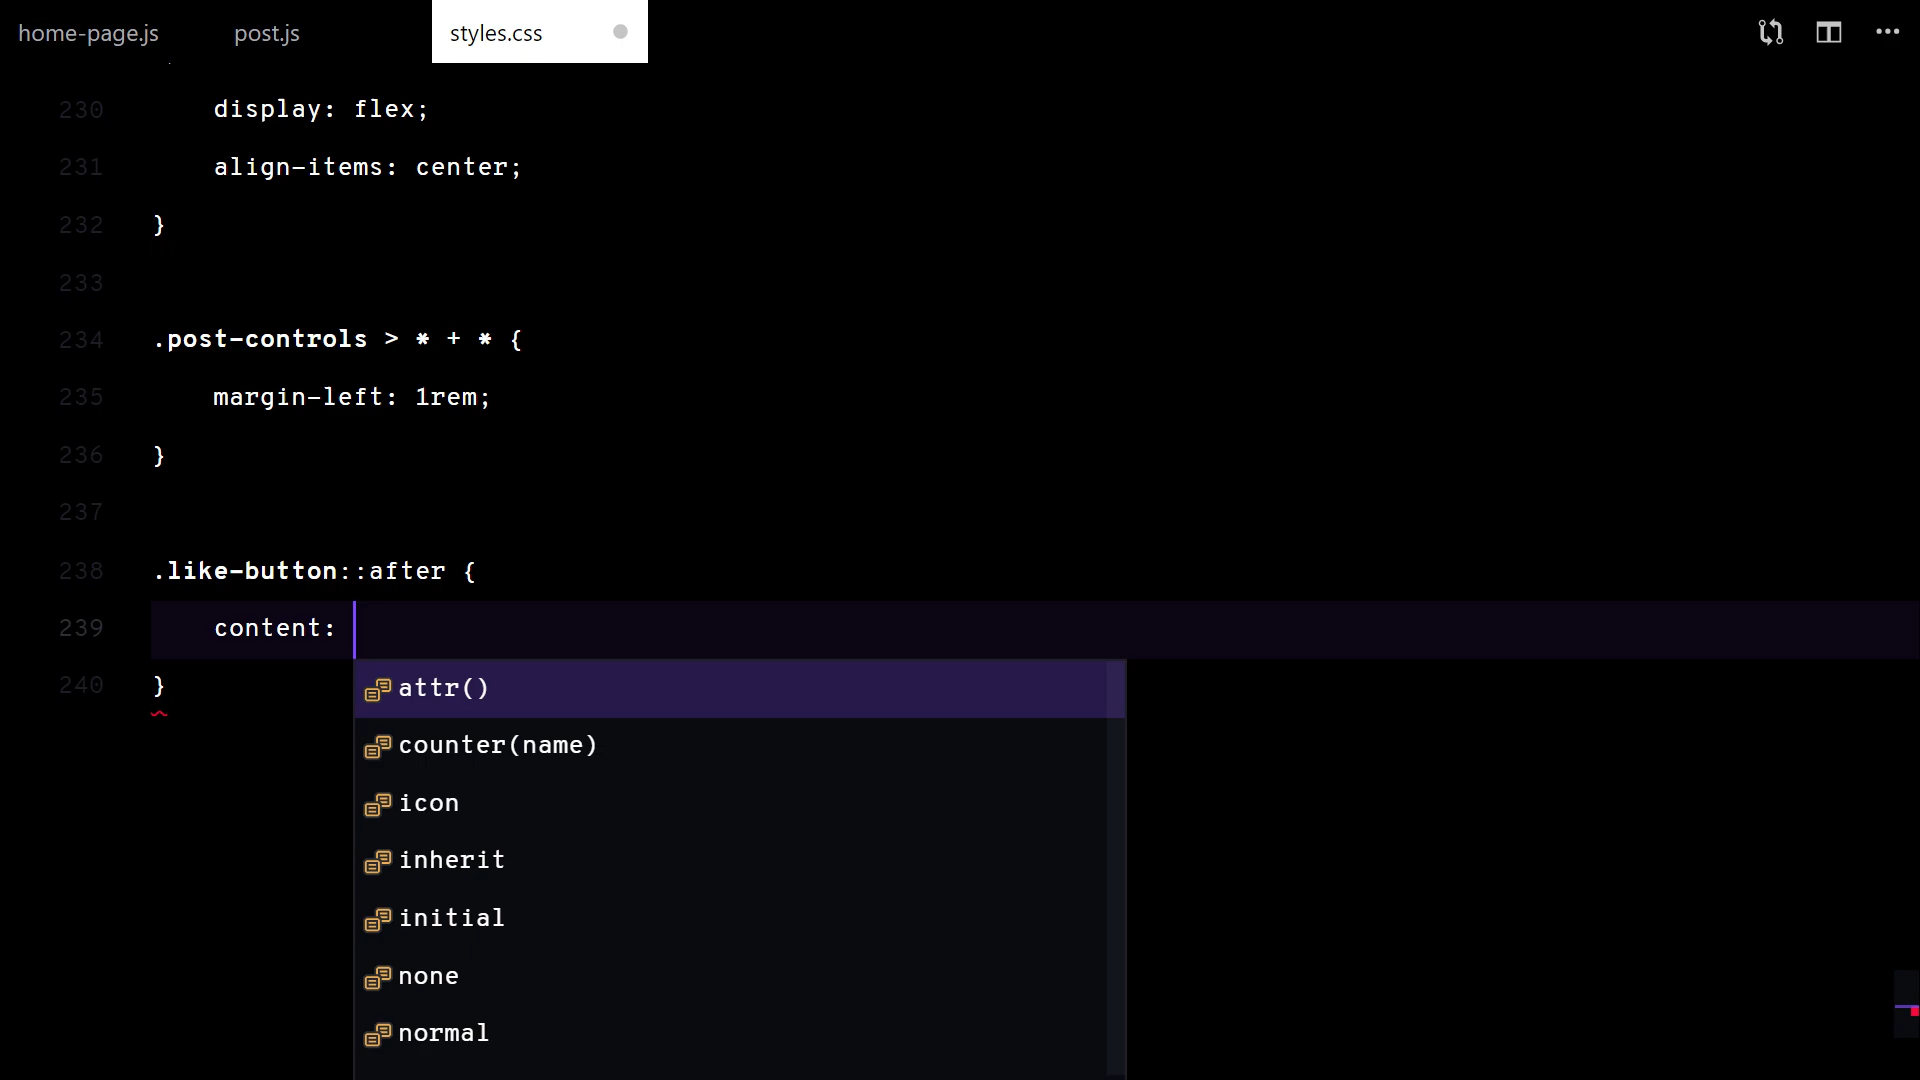 home-page.js post.js styles.css
230 display: flex;
231 align-items: center;
232 }
233
234 .post-controls > * + * {
235 margin-left: 1rem;
236 }
237
238 .like-button::after {
239 content:
240 }
attr()
counter(name)
icon
inherit
initial
none
normal